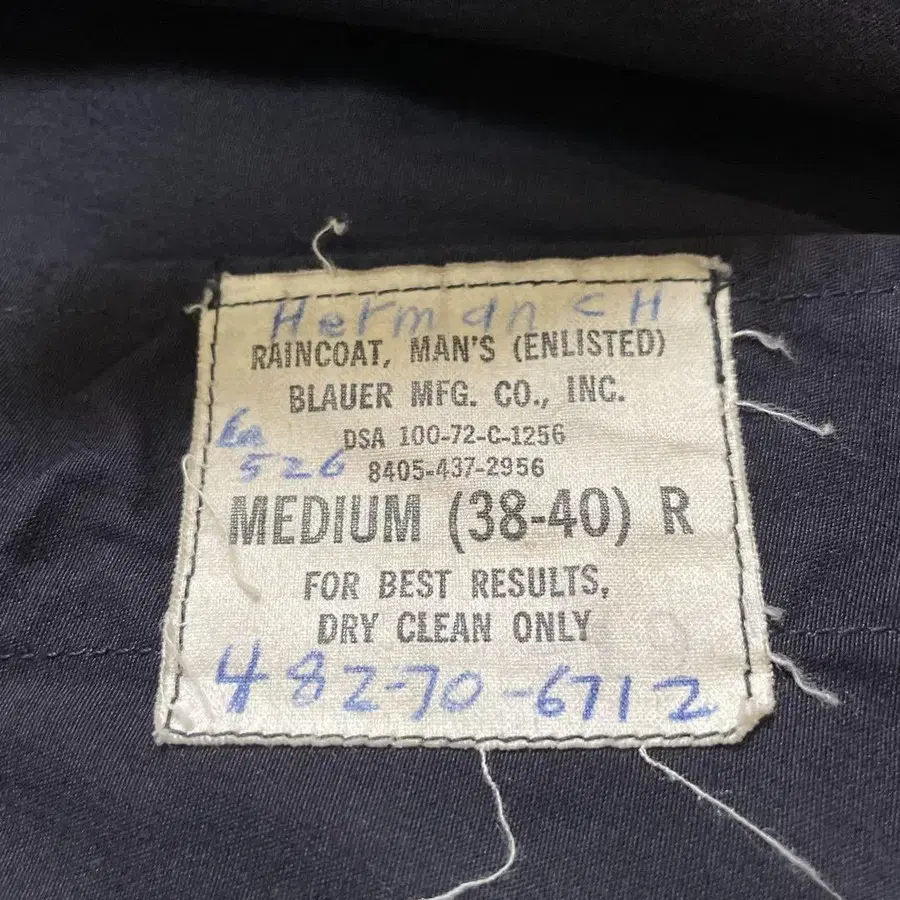 Herman CH
RAINCOAT, MAN'S (ENLISTED)
BLAUER MFG. CO., INC.
DSA 100-72-C-1256
526 8405-437-2956
MEDIUM (38-40) R
FOR BEST RESULTS,
DRY CLEAN ONLY
482-70-6712